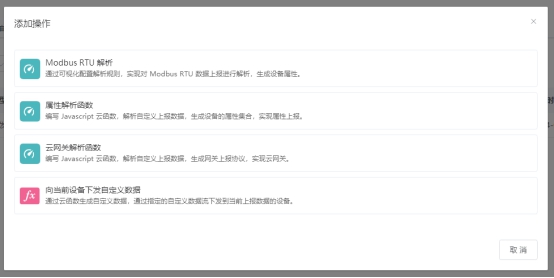 添加操作
Modbus RTU 解析
通过可视化配置解析规则，实现对 Modbus RTU 数据上报进行解析，生成设备属性。
属性解析函数
编写 Javascript 云函数，解析自定义上报数据，生成设备的属性集合，实现属性上报。
云网关解析函数
编写 Javascript 云函数，解析自定义上报数据，生成网关上报协议，实现云网关。
fx
向当前设备下发自定义数据
通过云函数生成自定义数据，通过指定的自定义数据流下发到当前上报数据的设备。
取 消